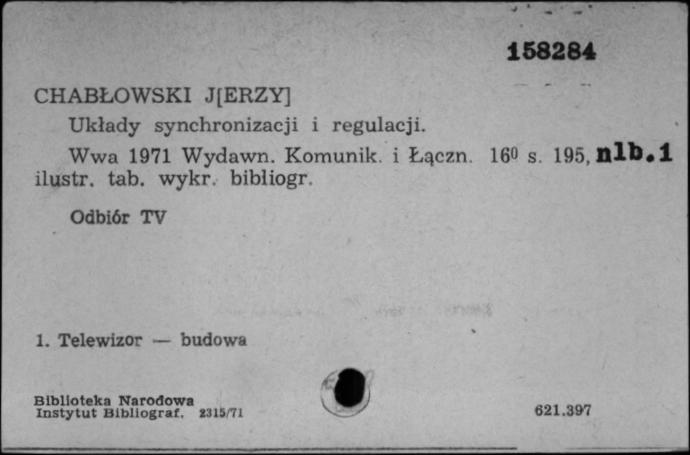 158284
CHABŁOWSKI J[ERZY]
Układy synchronizacji i regulacji.
Wwa 1971 Wydawn. Komunik. i Łączn. 16⁰ s. 195, nlb.1
ilustr. tab. wykr. bibliogr.
Odbiór TV
1. Telewizor — budowa
Biblioteka Narodowa
Instytut Bibliograf. 2315/71
621.397